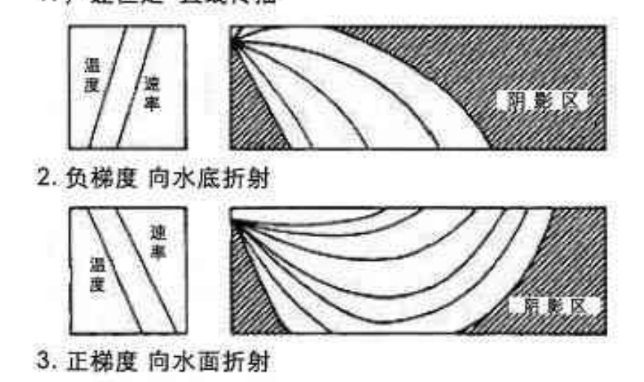 温度
速率
阴影区
2. 负梯度 向水底折射
速率
温度
阴影区
3. 正梯度 向水面折射